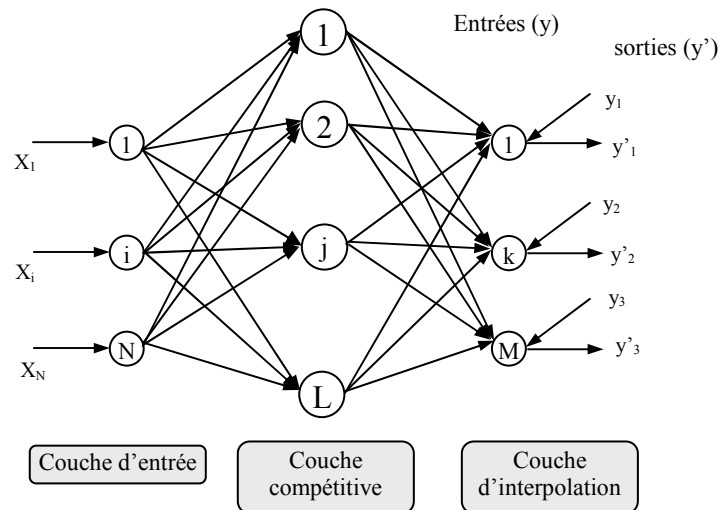 Entrées (y)
sorties (y’)
1
2
j
L
X₁
1
Xᵢ
i
X_N
N
y₁
1
y’₁
y₂
k
y’₂
y₃
M
y’₃
Couche d’entrée
Couche
compétitive
Couche
d’interpolation